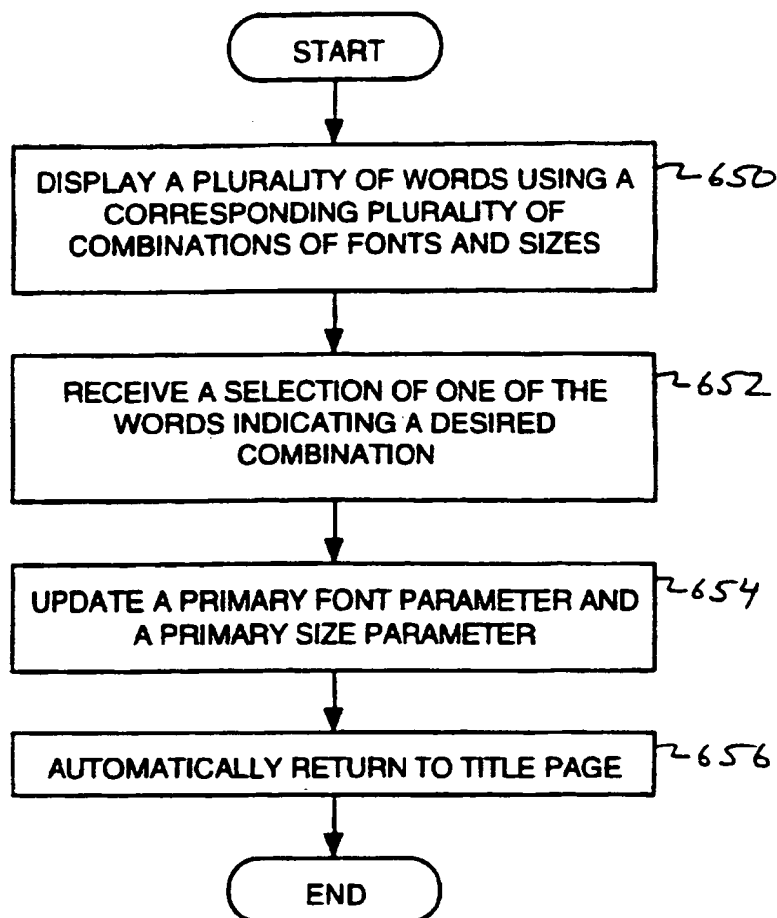 START
DISPLAY A PLURALITY OF WORDS USING A
CORRESPONDING PLURALITY OF
COMBINATIONS OF FONTS AND SIZES
650
RECEIVE A SELECTION OF ONE OF THE
WORDS INDICATING A DESIRED
COMBINATION
652
UPDATE A PRIMARY FONT PARAMETER AND
A PRIMARY SIZE PARAMETER
654
AUTOMATICALLY RETURN TO TITLE PAGE
656
END